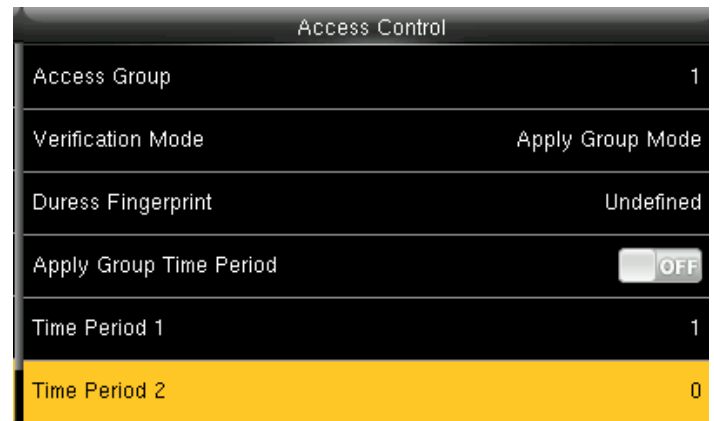 Access Control
Access Group 1
Verification Mode Apply Group Mode
Duress Fingerprint Undefined
Apply Group Time Period OFF
Time Period 1 1
Time Period 2 0